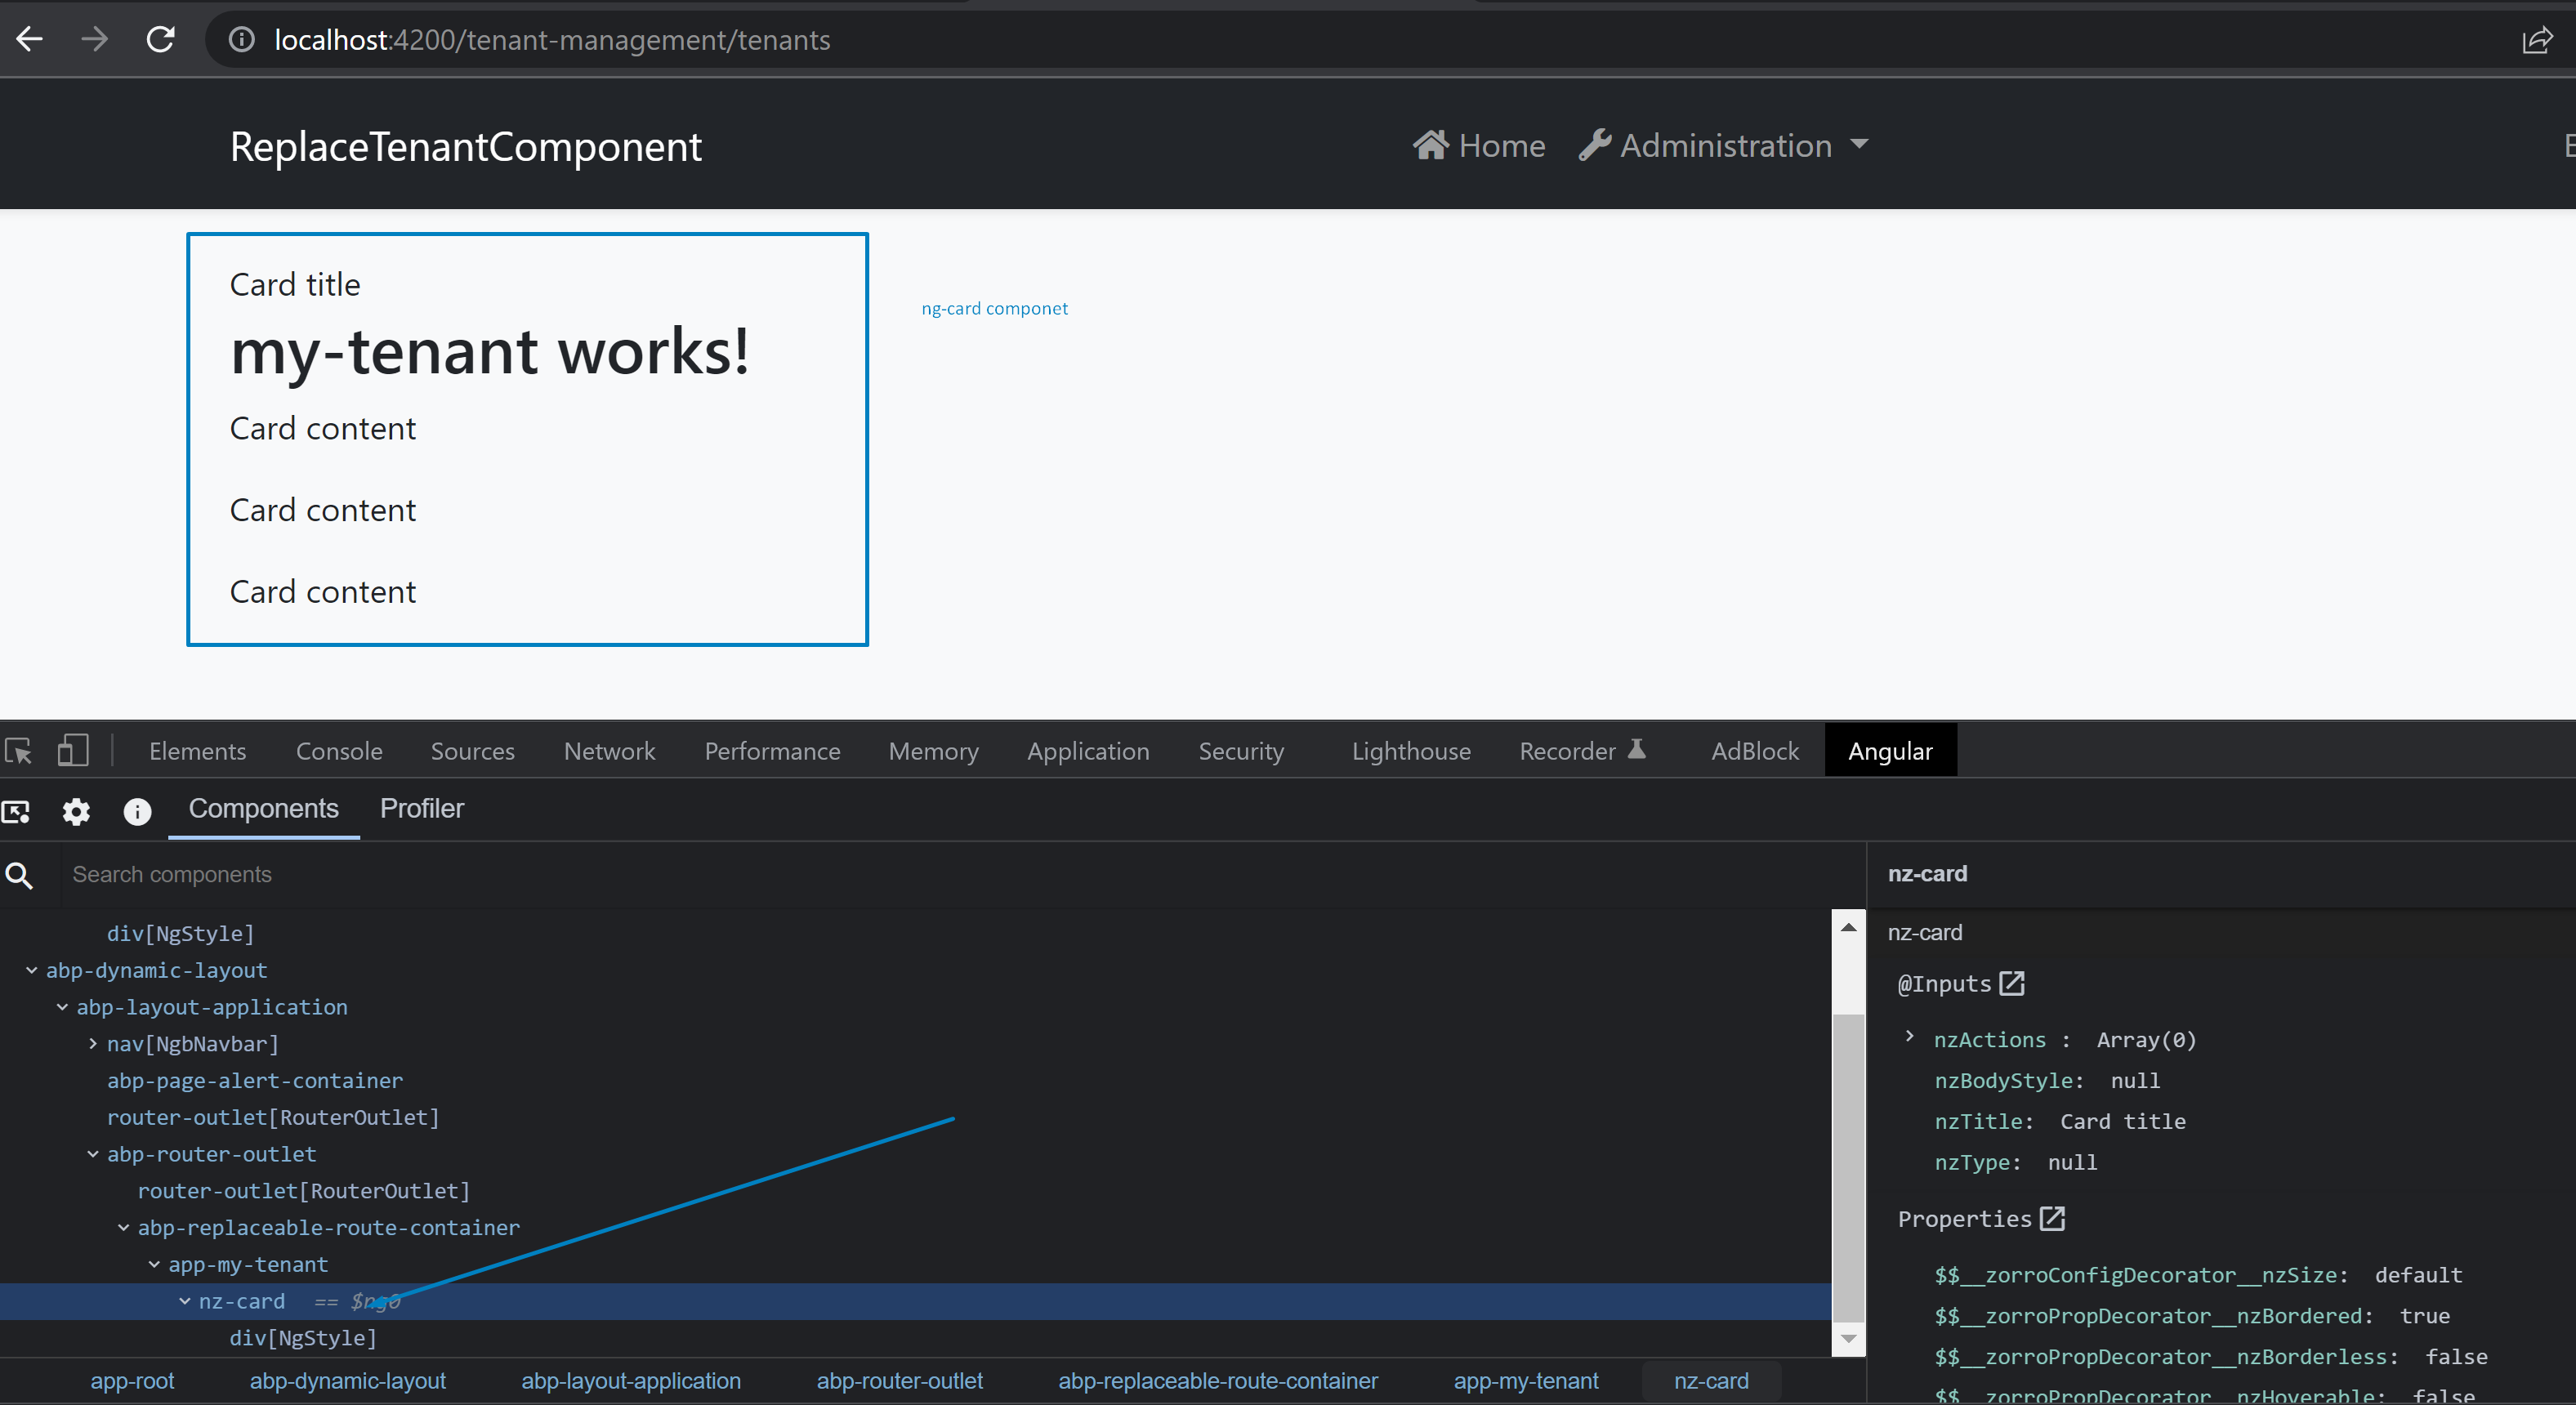 localhost:4200/tenant-management/tenants
ReplaceTenantComponent
Home
Administration
E
Card title
my-tenant works!
Card content
Card content
Card content
ng-card componet
Elements
Console
Sources
Network
Performance
Memory
Application
Security
Lighthouse
Recorder
AdBlock
Angular
Components
Profiler
Search components
div[NgStyle]
abp-dynamic-layout
abp-layout-application
nav[NgbNavbar]
abp-page-alert-container
router-outlet[RouterOutlet]
abp-router-outlet
router-outlet[RouterOutlet]
abp-replaceable-route-container
app-my-tenant
nz-card == $ng0
div[NgStyle]
app-root
abp-dynamic-layout
abp-layout-application
abp-router-outlet
abp-replaceable-route-container
app-my-tenant
nz-card
nz-card
nz-card
@Inputs
nzActions : Array(0)
nzBodyStyle: null
nzTitle: Card title
nzType: null
Properties
$$__zorroConfigDecorator__nzSize: default
$$__zorroPropDecorator__nzBordered: true
$$__zorroPropDecorator__nzBorderless: false
$$__zorroPropDecorator__nzHoverable: false